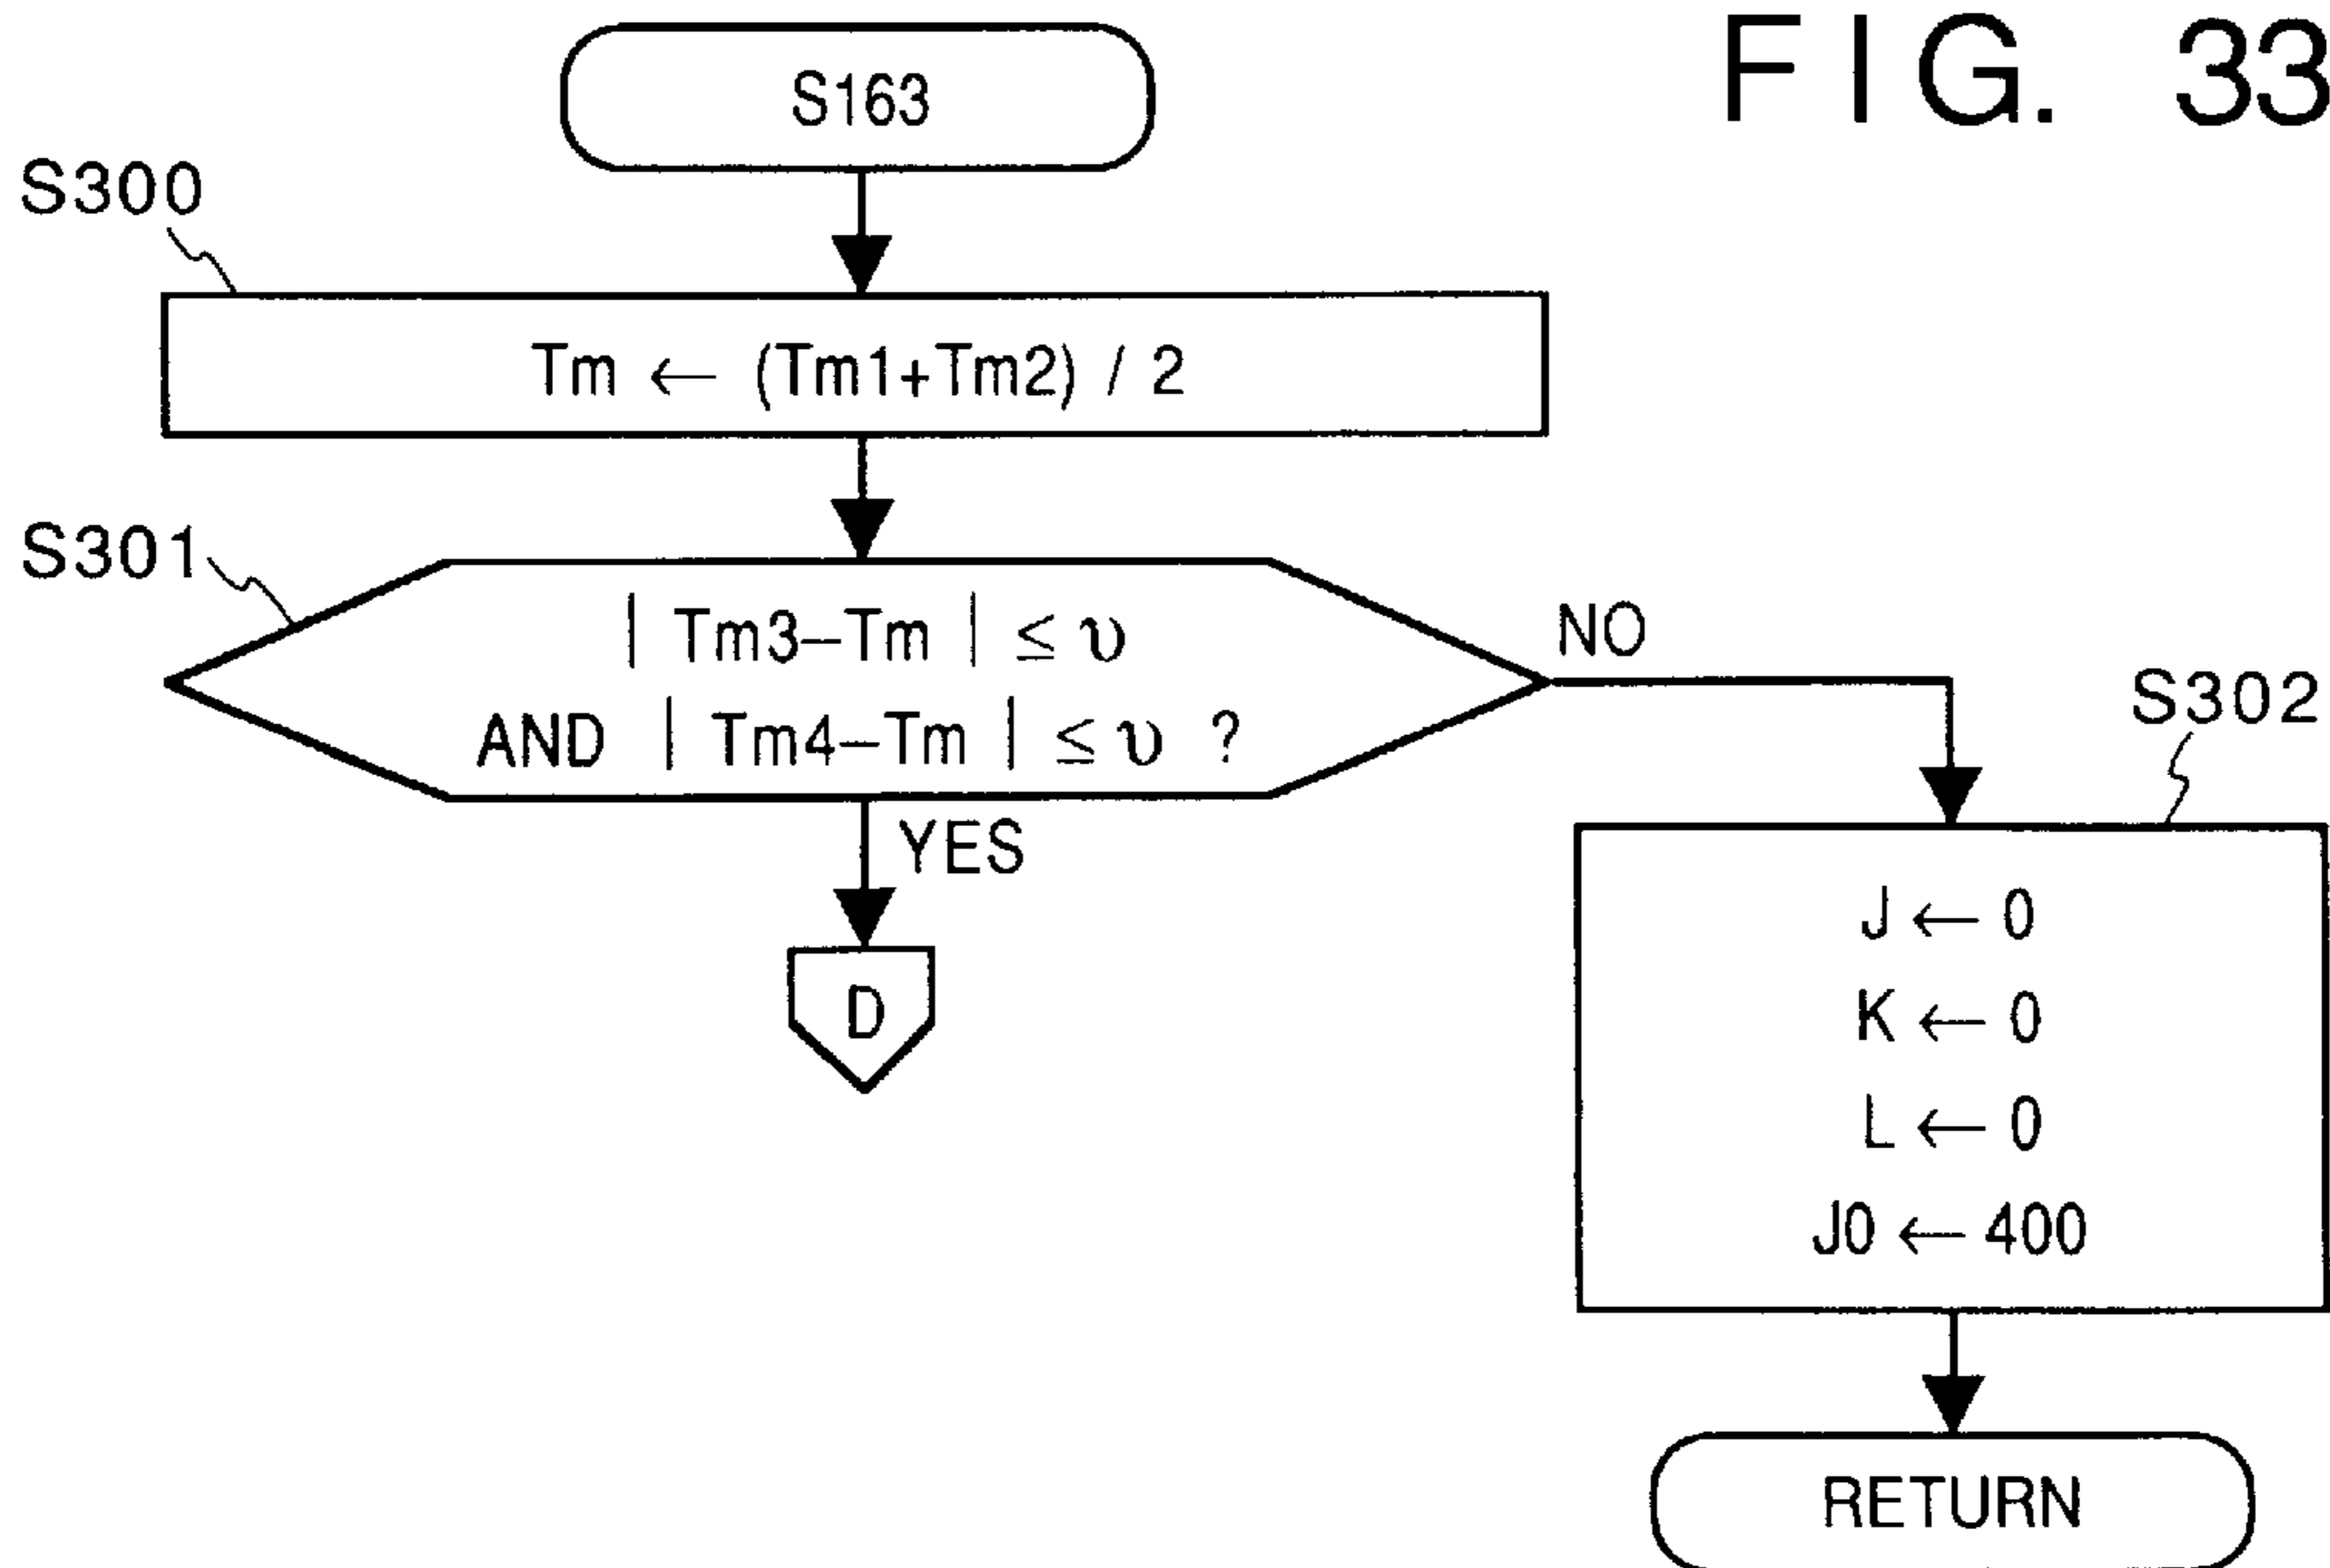 FIG. 33
S163
S300
Tm ← (Tm1+Tm2) / 2
S301
| Tm3−Tm | ≤ υ
AND | Tm4−Tm | ≤ υ ?
NO
YES
D
S302
J ← 0
K ← 0
L ← 0
J0 ← 400
RETURN